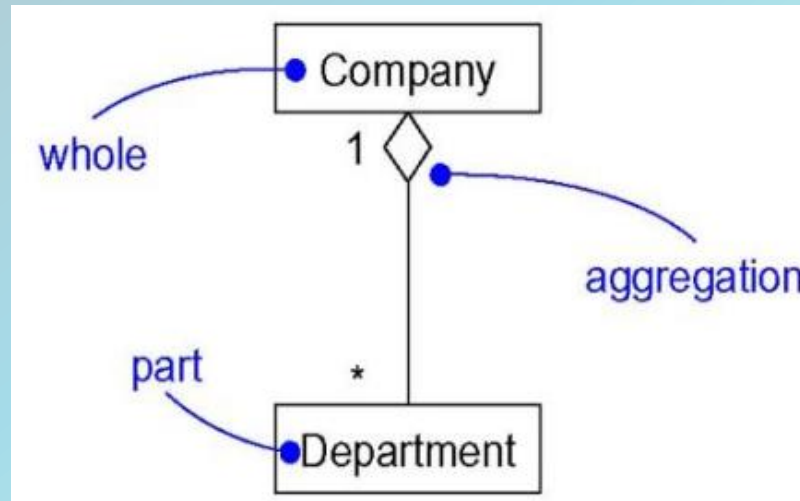 Company
whole
1
aggregation
part
*
Department